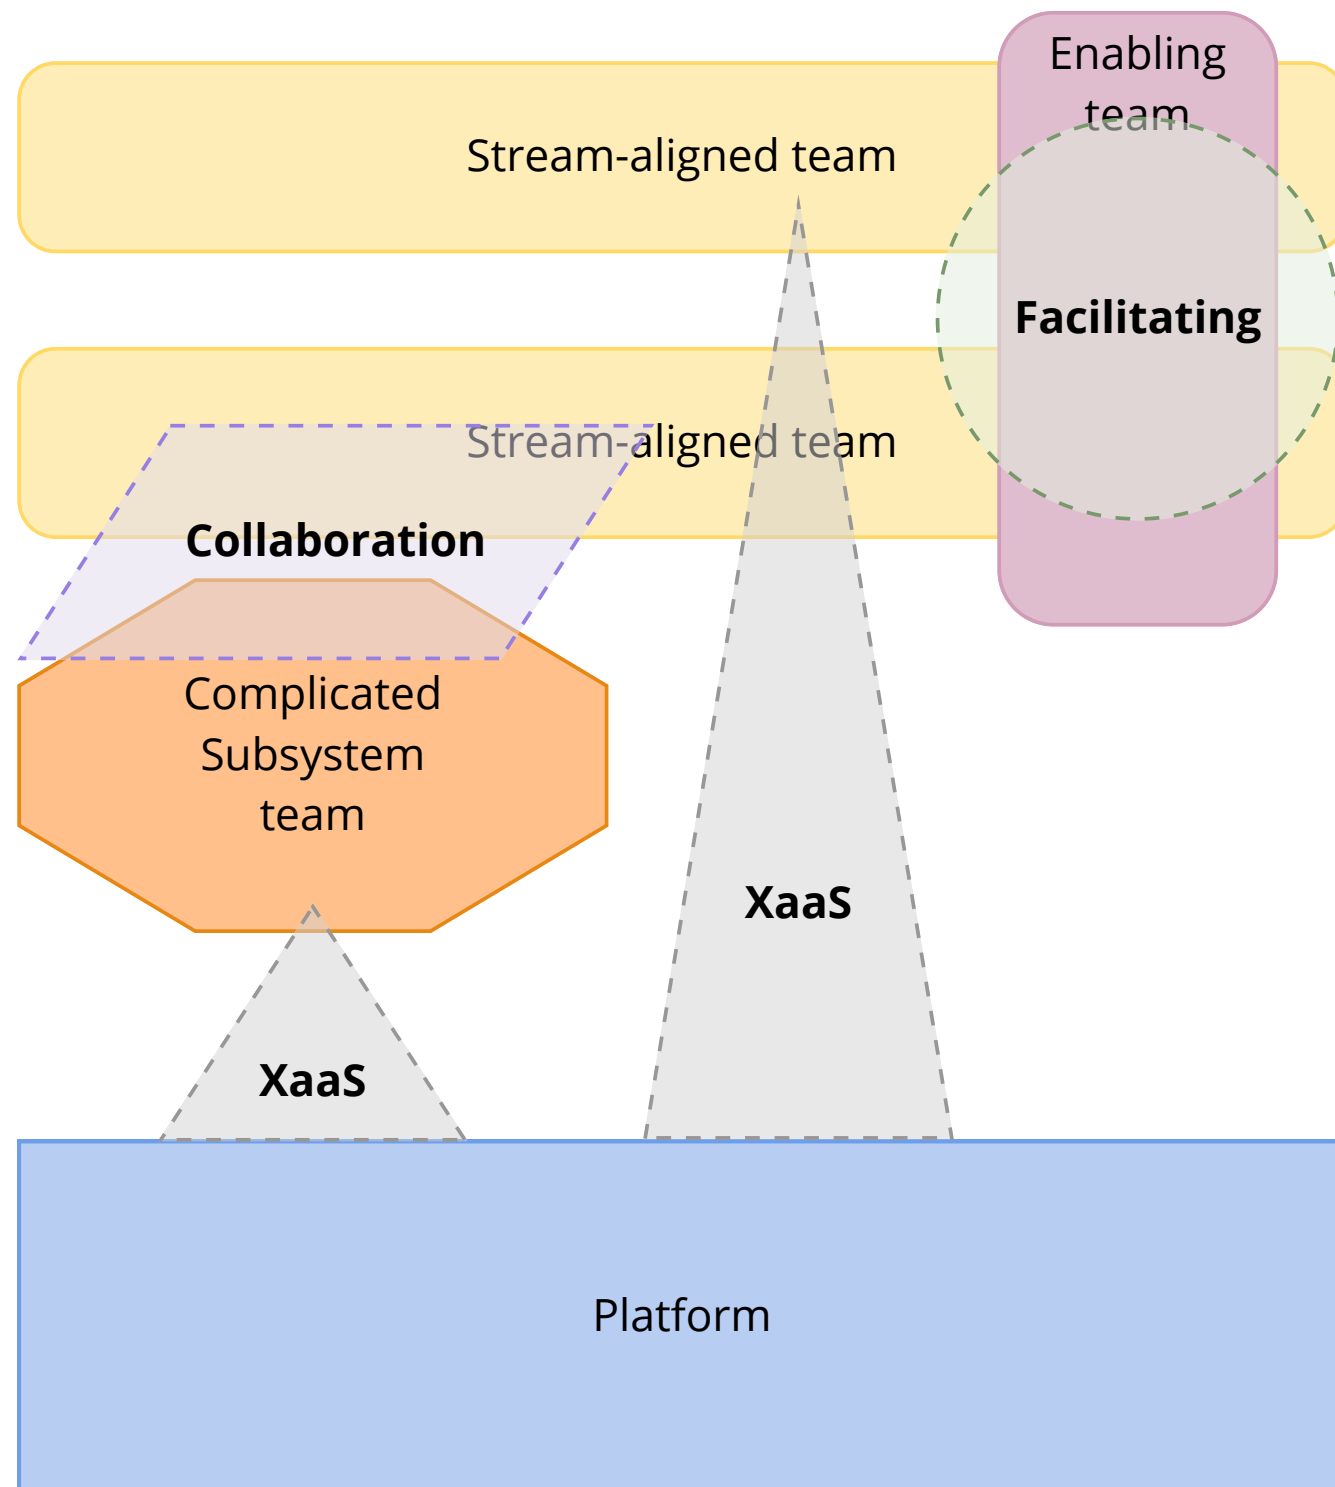 Enabling
team
Stream-aligned team
Facilitating
Stream-aligned team
Collaboration
Complicated
Subsystem
team
XaaS
XaaS
Platform